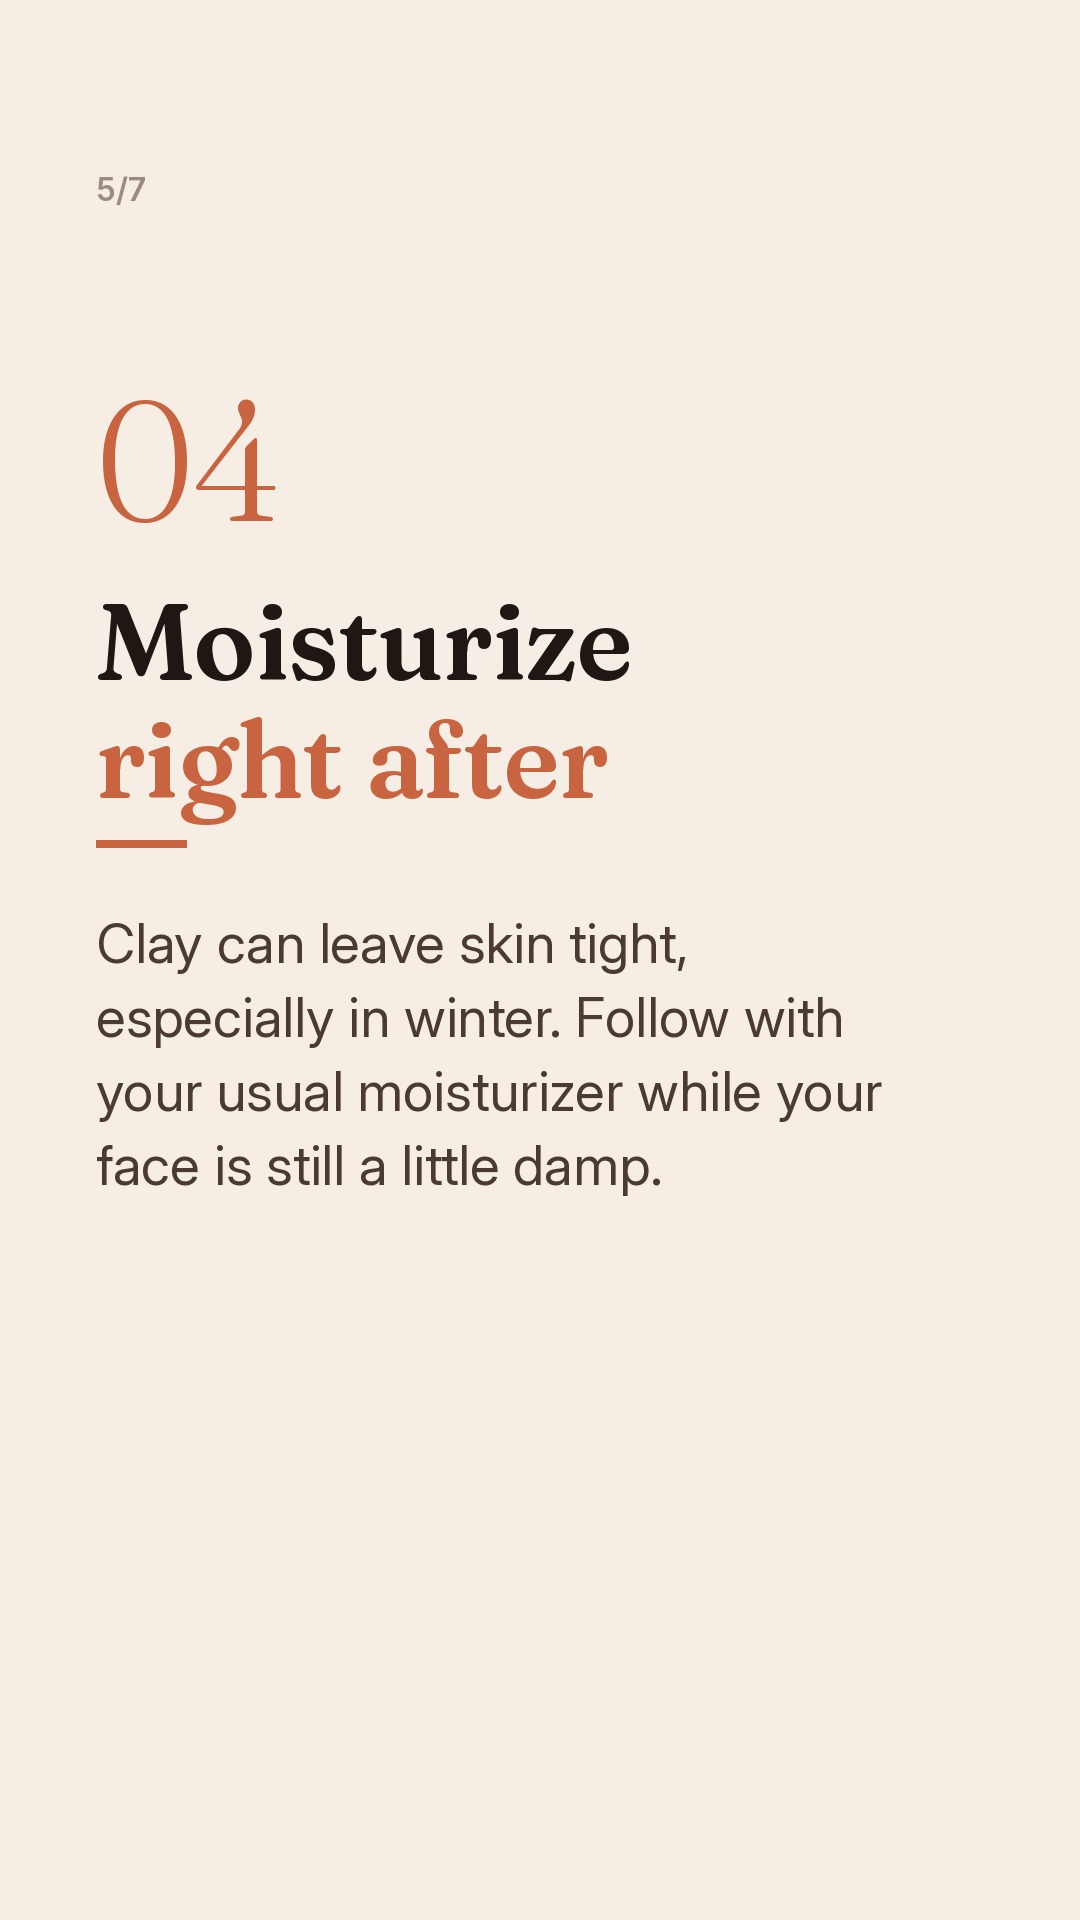 5/7
04
Moisturize
right after
Clay can leave skin tight,
especially in winter. Follow with
your usual moisturizer while your
face is still a little damp.